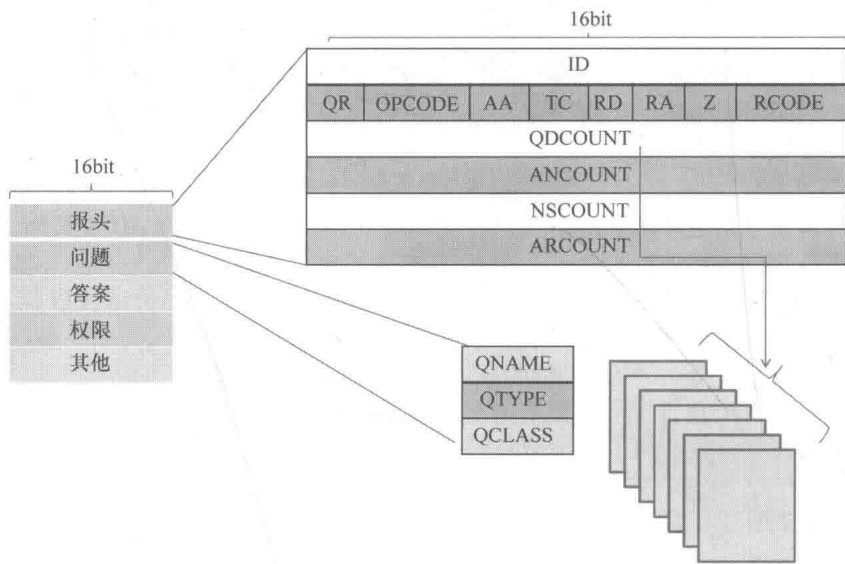 16bit
ID
QR OPCODE AA TC RD RA Z RCODE
QDCOUNT
ANCOUNT
NSCOUNT
ARCOUNT
16bit
报头
问题
答案
权限
其他
QNAME
QTYPE
QCLASS